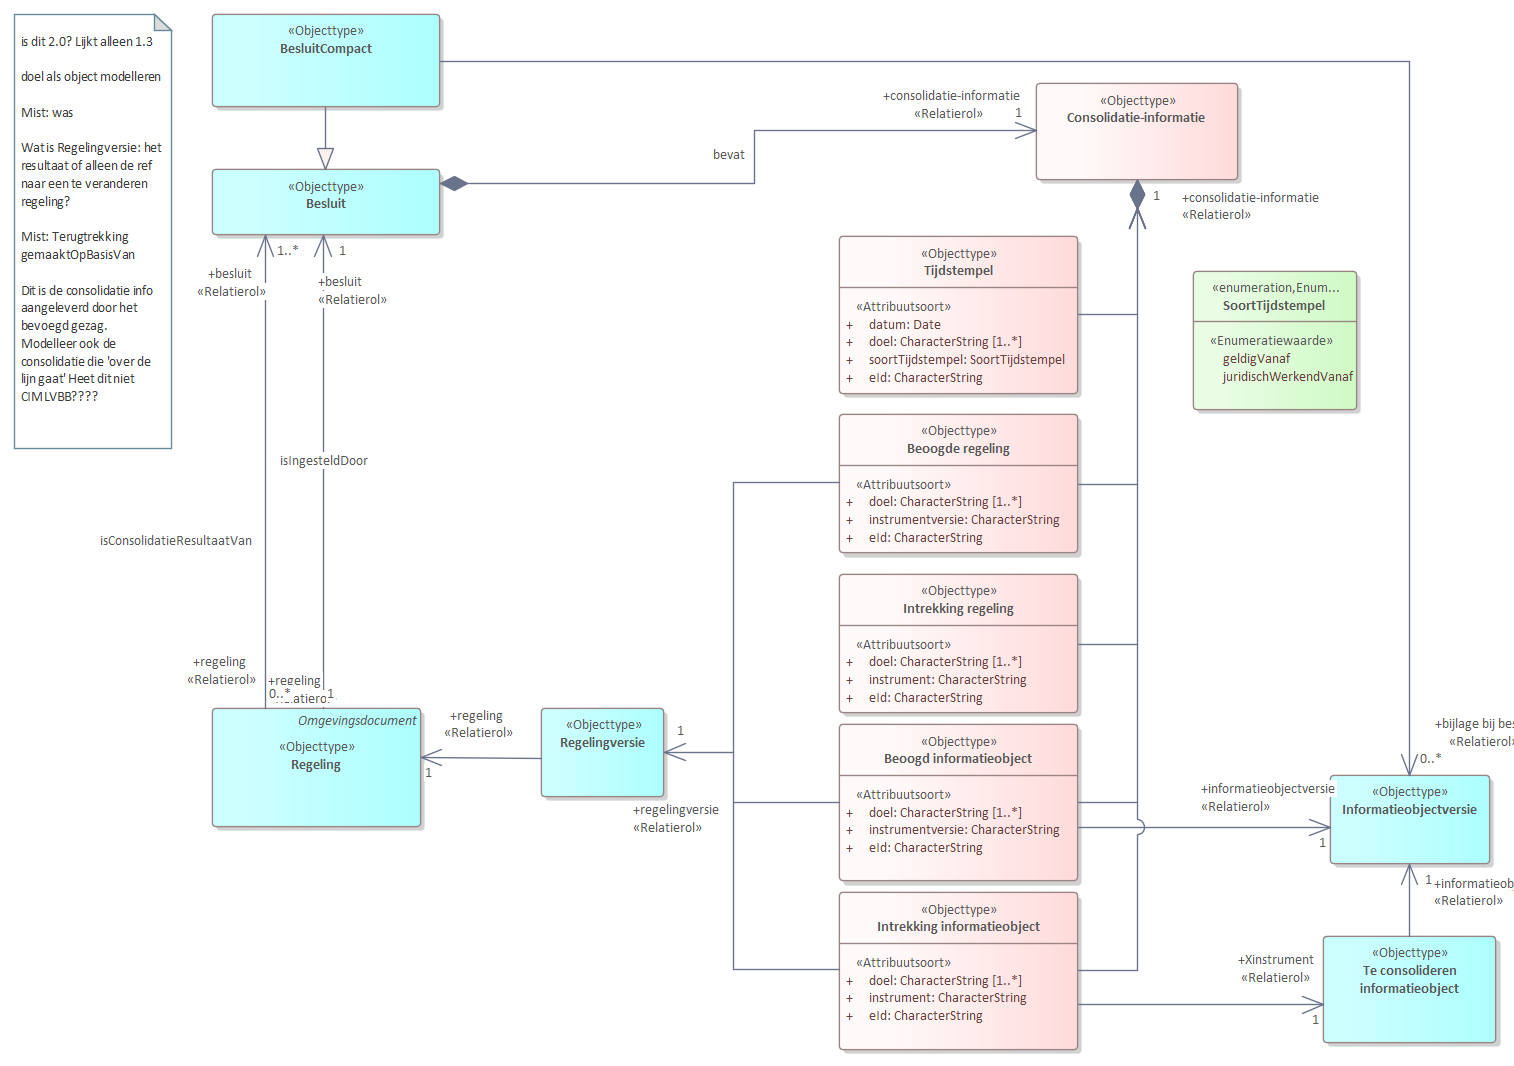 is dit 2.0? Lijkt alleen 1.3
doel als object modelleren
Mist: was
Wat is Regelingversie: het
resultaat of alleen de ref
naar een te veranderen
regeling?
Mist: Terugtrekking
gemaaktOpBasisVan
Dit is de consolidatie info
aangeleverd door het
bevoegd gezag.
Modelleer ook de
consolidatie die 'over de
lijn gaat' Heet dit niet
CIMLVBB????
«Objecttype»
BesluitCompact
«Objecttype»
Besluit
bevat
+consolidatie-informatie
«Relatierol»
1
«Objecttype»
Consolidatie-informatie
1
+consolidatie-informatie
«Relatierol»
1..*
1
+besluit
«Relatierol»
+besluit
«Relatierol»
isIngesteldDoor
isConsolidatieResultaatVan
+regeling
«Relatierol»
+regeling
0..*
1
Omgevingsdocument
«Objecttype»
Regeling
+regeling
«Relatierol»
1
«Objecttype»
Regelingversie
1
+regelingversie
«Relatierol»
«Objecttype»
Tijdstempel
«Attribuutsoort»
+ datum: Date
+ doel: CharacterString [1..*]
+ soortTijdstempel: SoortTijdstempel
+ eId: CharacterString
«Objecttype»
Beoogde regeling
«Attribuutsoort»
+ doel: CharacterString [1..*]
+ instrumentversie: CharacterString
+ eId: CharacterString
«Objecttype»
Intrekking regeling
«Attribuutsoort»
+ doel: CharacterString [1..*]
+ instrument: CharacterString
+ eId: CharacterString
«Objecttype»
Beoogd informatieobject
«Attribuutsoort»
+ doel: CharacterString [1..*]
+ instrumentversie: CharacterString
+ eId: CharacterString
«Objecttype»
Intrekking informatieobject
«Attribuutsoort»
+ doel: CharacterString [1..*]
+ instrument: CharacterString
+ eId: CharacterString
«enumeration,Enum...
SoortTijdstempel
«Enumeratiewaarde»
geldigVanaf
juridischWerkendVanaf
+bijlage bij bes
«Relatierol»
0..*
+informatieobjectversie
«Relatierol»
1
«Objecttype»
Informatieobjectversie
1
+informatieob
«Relatierol»
+Xinstrument
«Relatierol»
1
«Objecttype»
Te consolideren
informatieobject